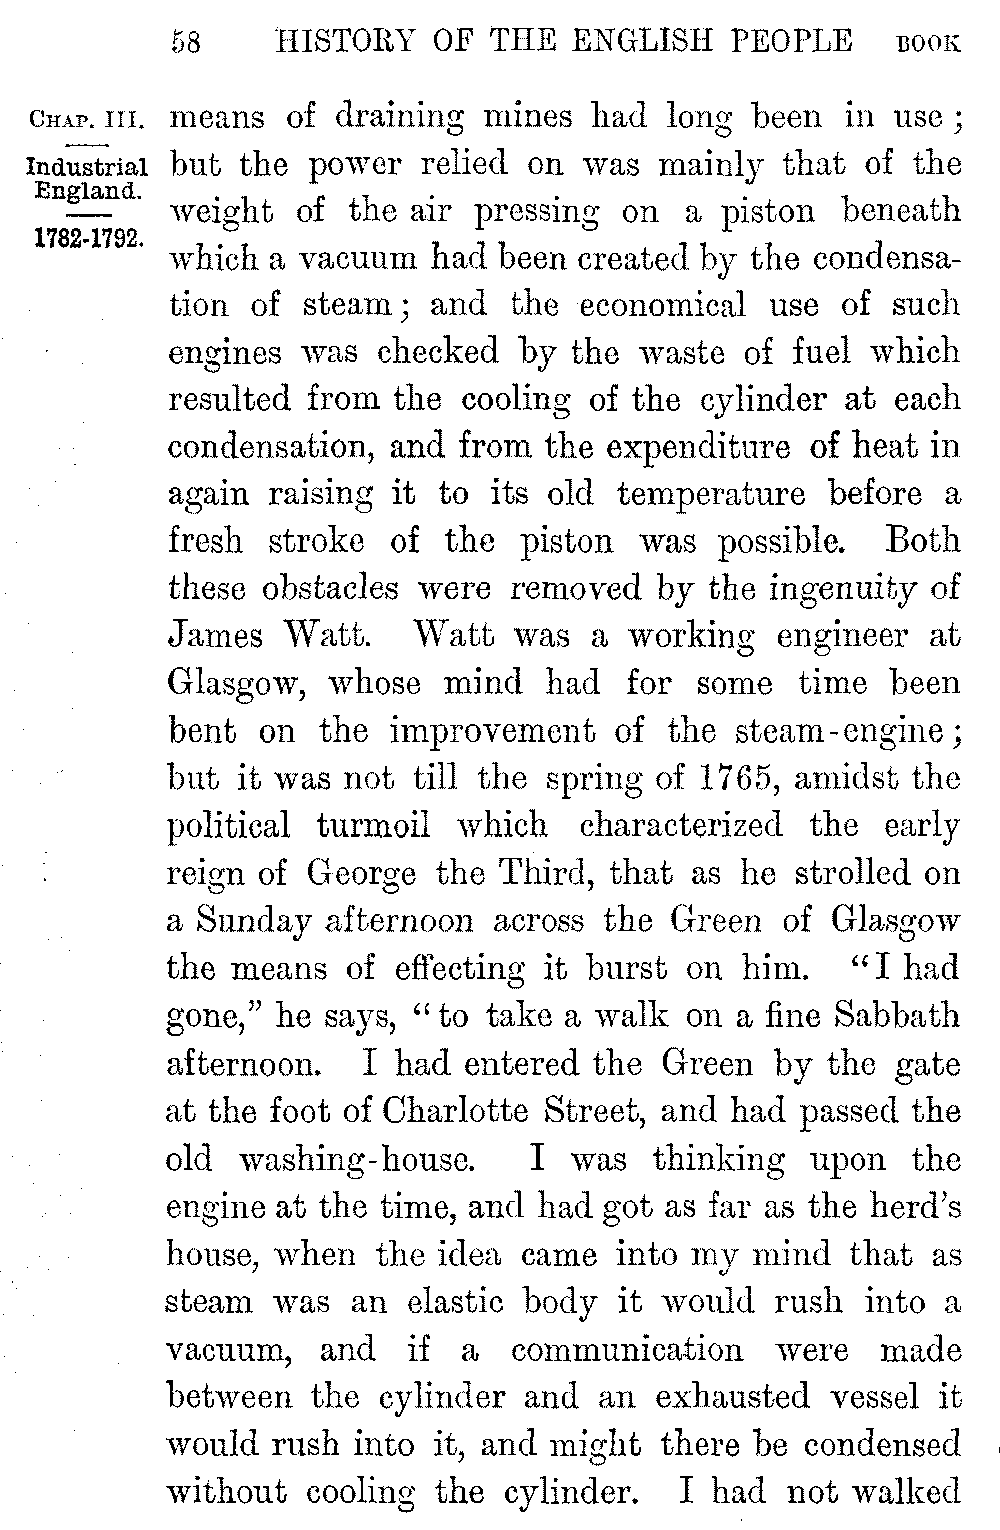 58 HISTORY OF THE ENGLISH PEOPLE BOOK
CHAP. III.
Industrial
England.
1782-1792.
means of draining mines had long been in use;
but the power relied on was mainly that of the
weight of the air pressing on a piston beneath
which a vacuum had been created by the condensa-
tion of steam; and the economical use of such
engines was checked by the waste of fuel which
resulted from the cooling of the cylinder at each
condensation, and from the expenditure of heat in
again raising it to its old temperature before a
fresh stroke of the piston was possible. Both
these obstacles were removed by the ingenuity of
James Watt. Watt was a working engineer at
Glasgow, whose mind had for some time been
bent on the improvement of the steam-engine;
but it was not till the spring of 1765, amidst the
political turmoil which characterized the early
reign of George the Third, that as he strolled on
a Sunday afternoon across the Green of Glasgow
the means of effecting it burst on him. “I had
gone,” he says, “to take a walk on a fine Sabbath
afternoon. I had entered the Green by the gate
at the foot of Charlotte Street, and had passed the
old washing-house. I was thinking upon the
engine at the time, and had got as far as the herd’s
house, when the idea came into my mind that as
steam was an elastic body it would rush into a
vacuum, and if a communication were made
between the cylinder and an exhausted vessel it
would rush into it, and might there be condensed
without cooling the cylinder. I had not walked